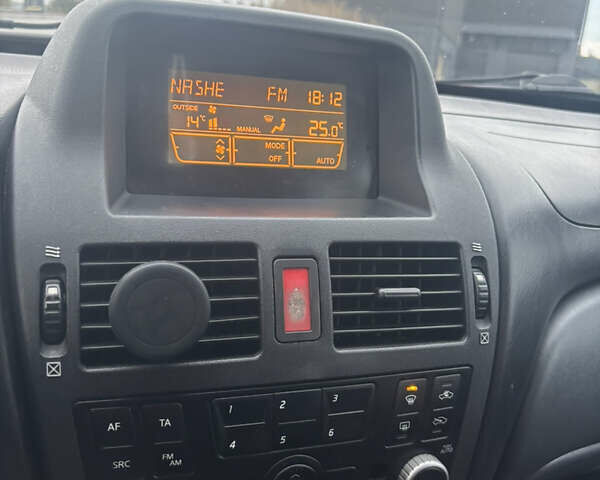 NASHE FM 18:12
OUTSIDE
14°C MANUAL 25.0°C
MODE
OFF AUTO
1 2 3
AF TA 4 5 6
SRC FM
AM